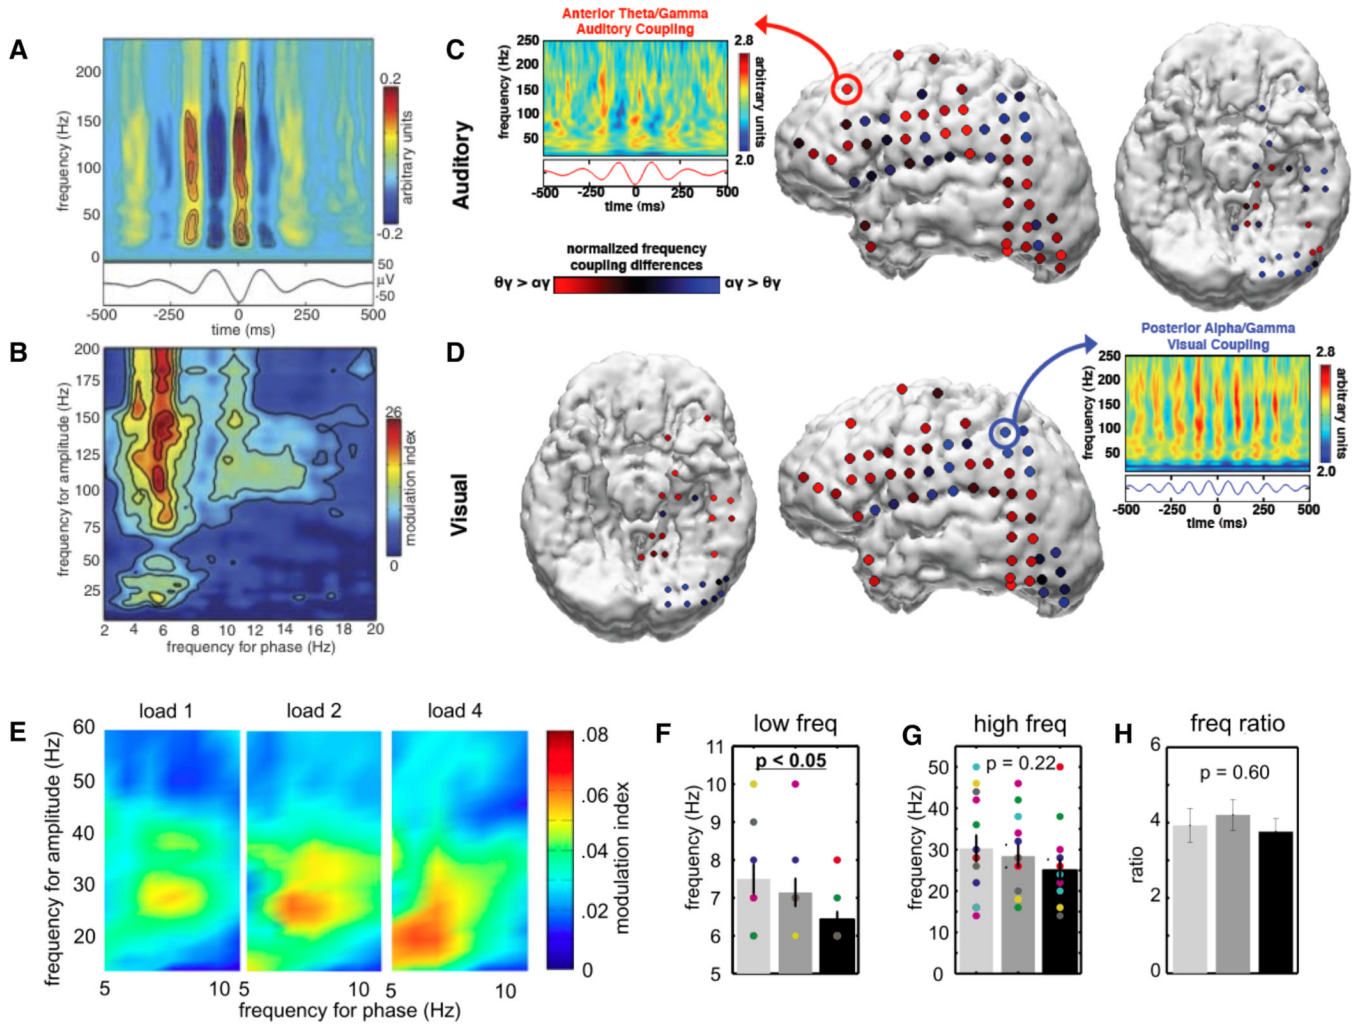 A
frequency (Hz)
200
150
100
50
0
0.2
arbitrary units
-0.2
50
μV
-50
-500
-250
0
250
500
time (ms)
B
frequency for amplitude (Hz)
200
175
150
125
100
75
50
25
26
modulation index
0
2 4 6 8 10 12 14 16 18 20
frequency for phase (Hz)
C
Auditory
Anterior Theta/Gamma
Auditory Coupling
frequency (Hz)
250
200
150
100
50
2.8
arbitrary units
2.0
-500 -250 0 250 500
time (ms)
normalized frequency
coupling differences
θγ > αγ
αγ > θγ
D
Visual
Posterior Alpha/Gamma
Visual Coupling
frequency (Hz)
250
200
150
100
50
2.8
arbitrary units
2.0
-500 -250 0 250 500
time (ms)
E
load 1
load 2
load 4
frequency for amplitude (Hz)
60
50
40
30
20
5 10 5 10 5 10
frequency for phase (Hz)
.08
.06
.04
.02
0
modulation index
F
low freq
p < 0.05
frequency (Hz)
11
10
9
8
7
6
5
G
high freq
p = 0.22
frequency (Hz)
50
40
30
20
10
0
H
freq ratio
p = 0.60
ratio
6
4
2
0